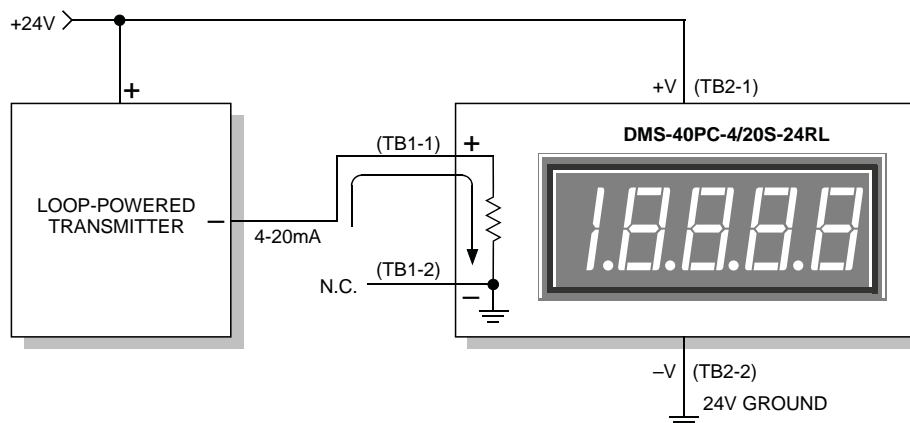 +24V
+V (TB2-1)
+
DMS-40PC-4/20S-24RL
(TB1-1) +
LOOP-POWERED
TRANSMITTER
–
4-20mA
1.8.8.8.8
(TB1-2)
N.C.
–
–V (TB2-2)
24V GROUND